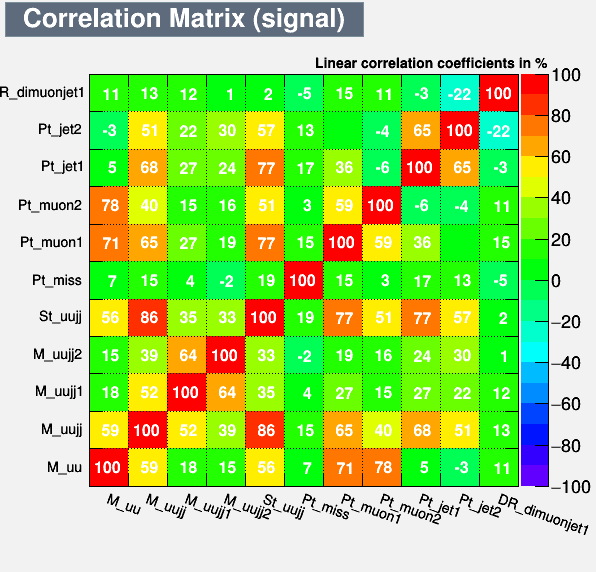 Correlation Matrix (signal)
Linear correlation coefficients in %
R_dimuonjet1 11 13 12 1 2 -5 15 11 -3 -22 100
Pt_jet2 -3 51 22 30 57 13 -4 65 100 -22
Pt_jet1 5 68 27 24 77 17 36 -6 100 65 -3
Pt_muon2 78 40 15 16 51 3 59 100 -6 -4 11
Pt_muon1 71 65 27 19 77 15 100 59 36 15
Pt_miss 7 15 4 -2 19 100 15 3 17 13 -5
St_uujj 56 86 35 33 100 19 77 51 77 57 2
M_uujj2 15 39 64 100 33 -2 19 16 24 30 1
M_uujj1 18 52 100 64 35 4 27 15 27 22 12
M_uujj 59 100 52 39 86 15 65 40 68 51 13
M_uu 100 59 18 15 56 7 71 78 5 -3 11
M_uu M_uujj M_uujj1 M_uujj2 St_uujj Pt_miss Pt_muon1 Pt_muon2 Pt_jet1 Pt_jet2 DR_dimuonjet1
100
80
60
40
20
0
−20
−40
−60
−80
−100